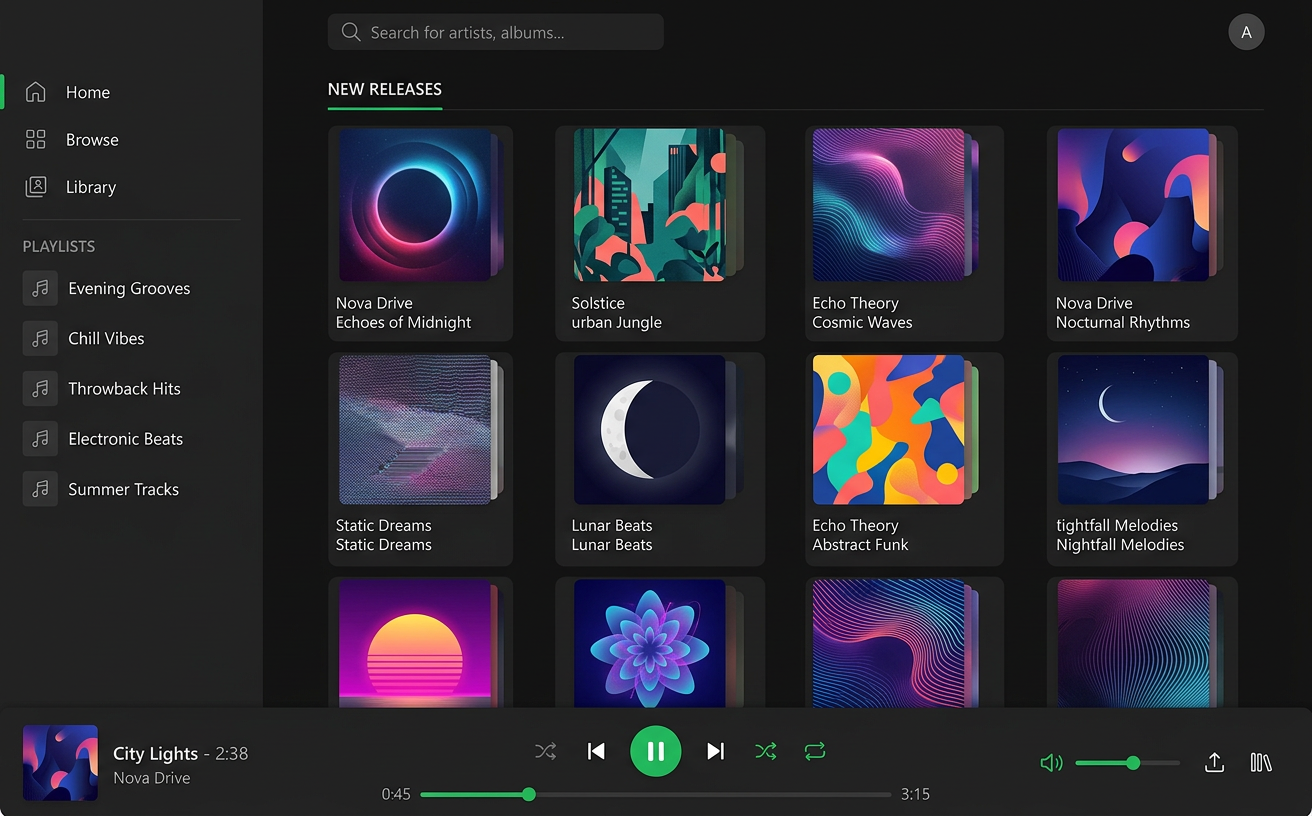 Search for artists, albums...
A
Home
Browse
Library
PLAYLISTS
Evening Grooves
Chill Vibes
Throwback Hits
Electronic Beats
Summer Tracks
NEW RELEASES
Nova Drive
Echoes of Midnight
Solstice
urban Jungle
Echo Theory
Cosmic Waves
Nova Drive
Nocturnal Rhythms
Static Dreams
Static Dreams
Lunar Beats
Lunar Beats
Echo Theory
Abstract Funk
tightfall Melodies
Nightfall Melodies
City Lights - 2:38
Nova Drive
0:45
3:15